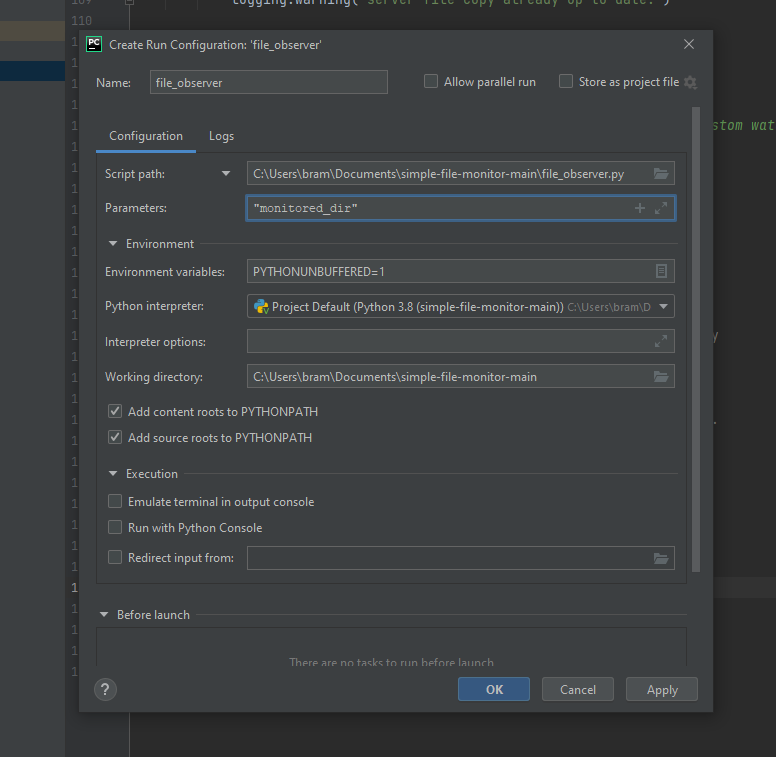 logging.warning("server file copy already up to date.")
110
PC Create Run Configuration: 'file_observer'
Name: file_observer Allow parallel run Store as project file
stom wat
Configuration Logs
Script path: C:\Users\bram\Documents\simple-file-monitor-main\file_observer.py
Parameters: "monitored_dir"
Environment
Environment variables: PYTHONUNBUFFERED=1
Python interpreter: Project Default (Python 3.8 (simple-file-monitor-main)) C:\Users\bram\D
Interpreter options:
Working directory: C:\Users\bram\Documents\simple-file-monitor-main
Add content roots to PYTHONPATH
Add source roots to PYTHONPATH
Execution
Emulate terminal in output console
Run with Python Console
Redirect input from:
Before launch
There are no tasks to run before launch
? OK Cancel Apply